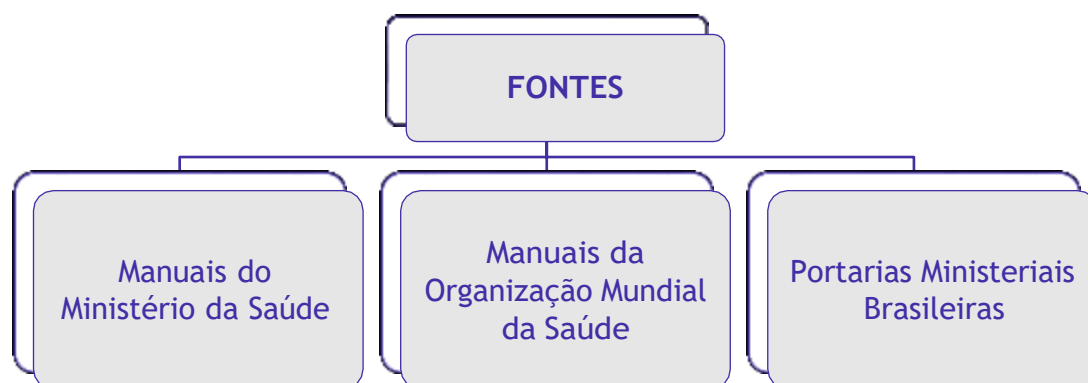 FONTES
Manuais do
Ministério da Saúde
Manuais da
Organização Mundial
da Saúde
Portarias Ministeriais
Brasileiras